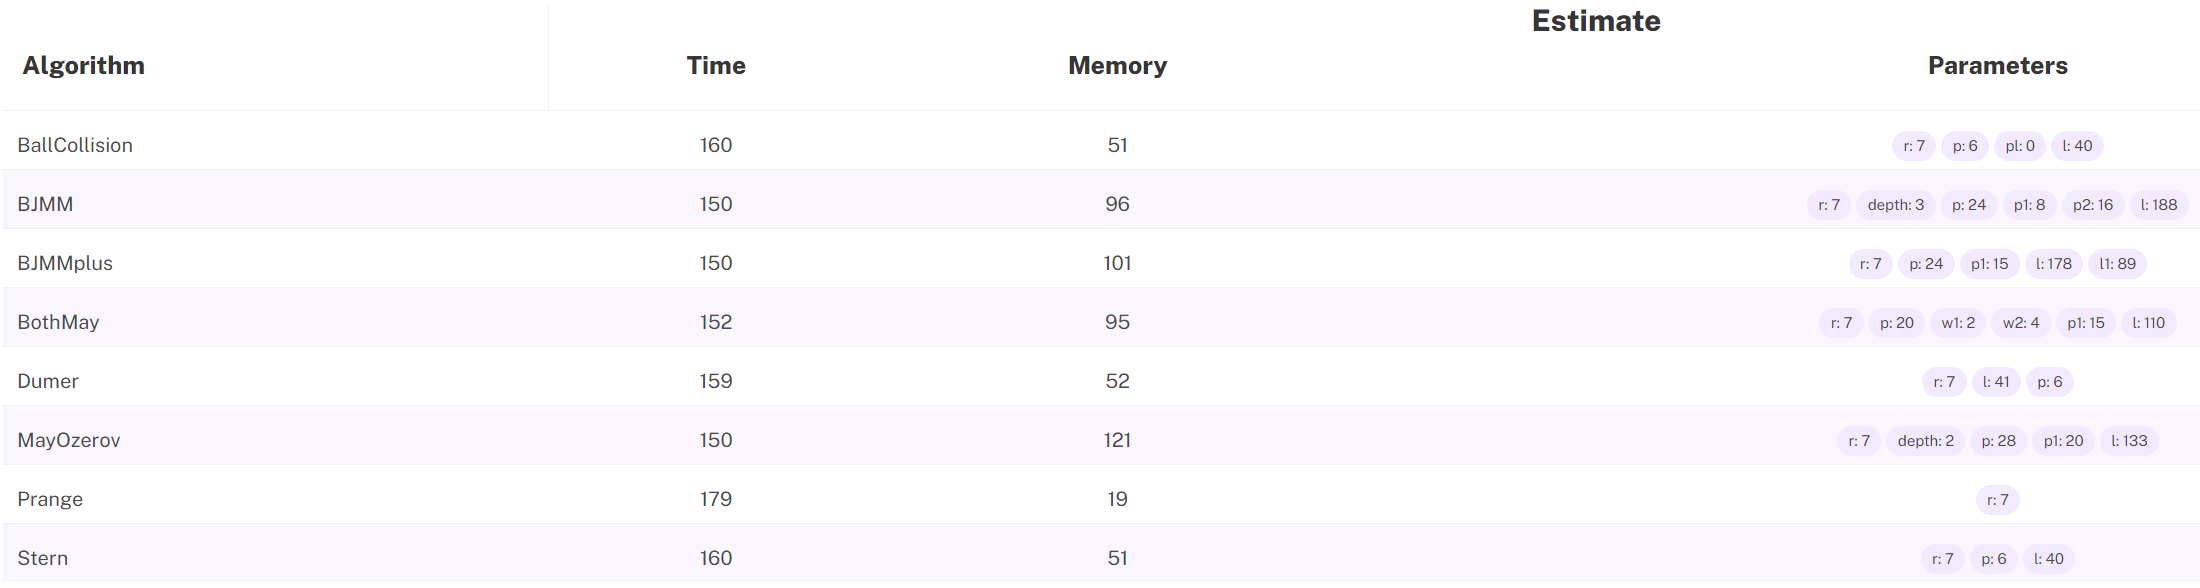 Estimate
Algorithm Time Memory Parameters
BallCollision 160 51 r: 7 p: 6 pl: 0 l: 40
BJMM 150 96 r: 7 depth: 3 p: 24 p1: 8 p2: 16 l: 188
BJMMplus 150 101 r: 7 p: 24 p1: 15 l: 178 l1: 89
BothMay 152 95 r: 7 p: 20 w1: 2 w2: 4 p1: 15 l: 110
Dumer 159 52 r: 7 l: 41 p: 6
MayOzerov 150 121 r: 7 depth: 2 p: 28 p1: 20 l: 133
Prange 179 19 r: 7
Stern 160 51 r: 7 p: 6 l: 40